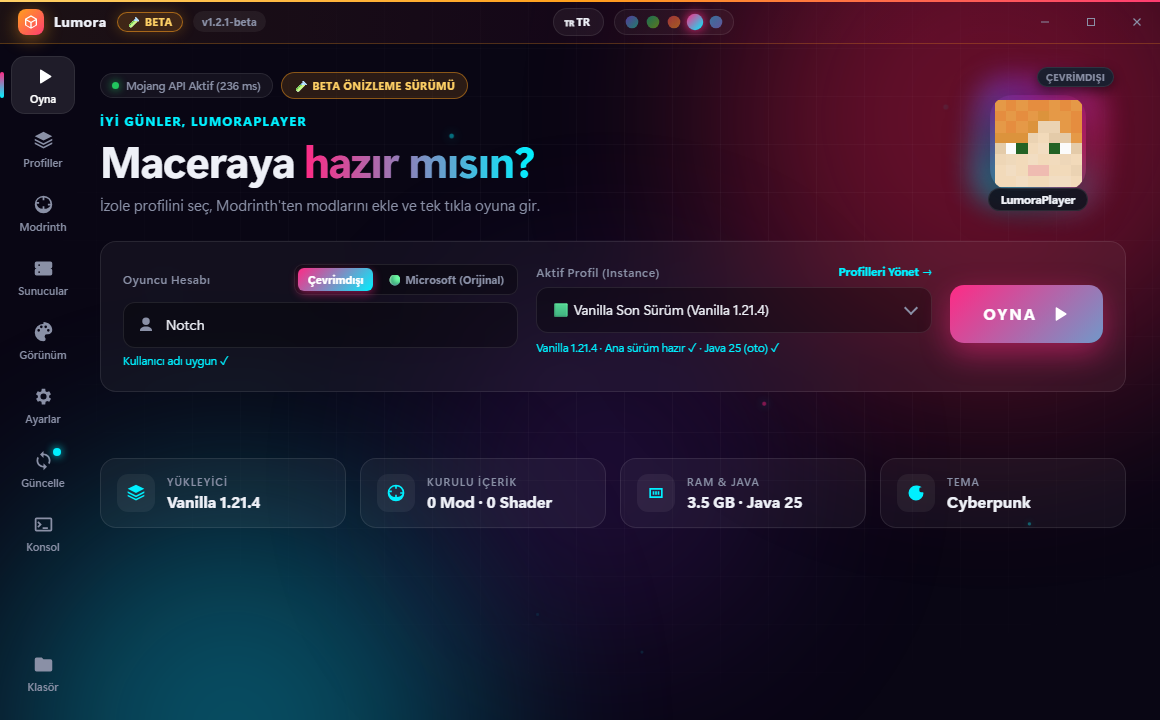 Lumora BETA v1.2.1-beta TR TR
Oyna
Profiller
Modrinth
Sunucular
Görünüm
Ayarlar
Güncelle
Konsol
Klasör
Mojang API Aktif (236 ms) BETA ÖNİZLEME SÜRÜMÜ
İYİ GÜNLER, LUMORAPLAYER
Maceraya hazır mısın?
İzole profilini seç, Modrinth'ten modlarını ekle ve tek tıkla oyuna gir.
ÇEVRİMDIŞI
LumoraPlayer
Oyuncu Hesabı Çevrimdışı Microsoft (Orijinal)
Notch
Kullanıcı adı uygun ✓
Aktif Profil (Instance) Profilleri Yönet →
Vanilla Son Sürüm (Vanilla 1.21.4)
Vanilla 1.21.4 · Ana sürüm hazır ✓ · Java 25 (oto) ✓
OYNA
YÜKLEYİCİ
Vanilla 1.21.4
KURULU İÇERİK
0 Mod · 0 Shader
RAM & JAVA
3.5 GB · Java 25
TEMA
Cyberpunk